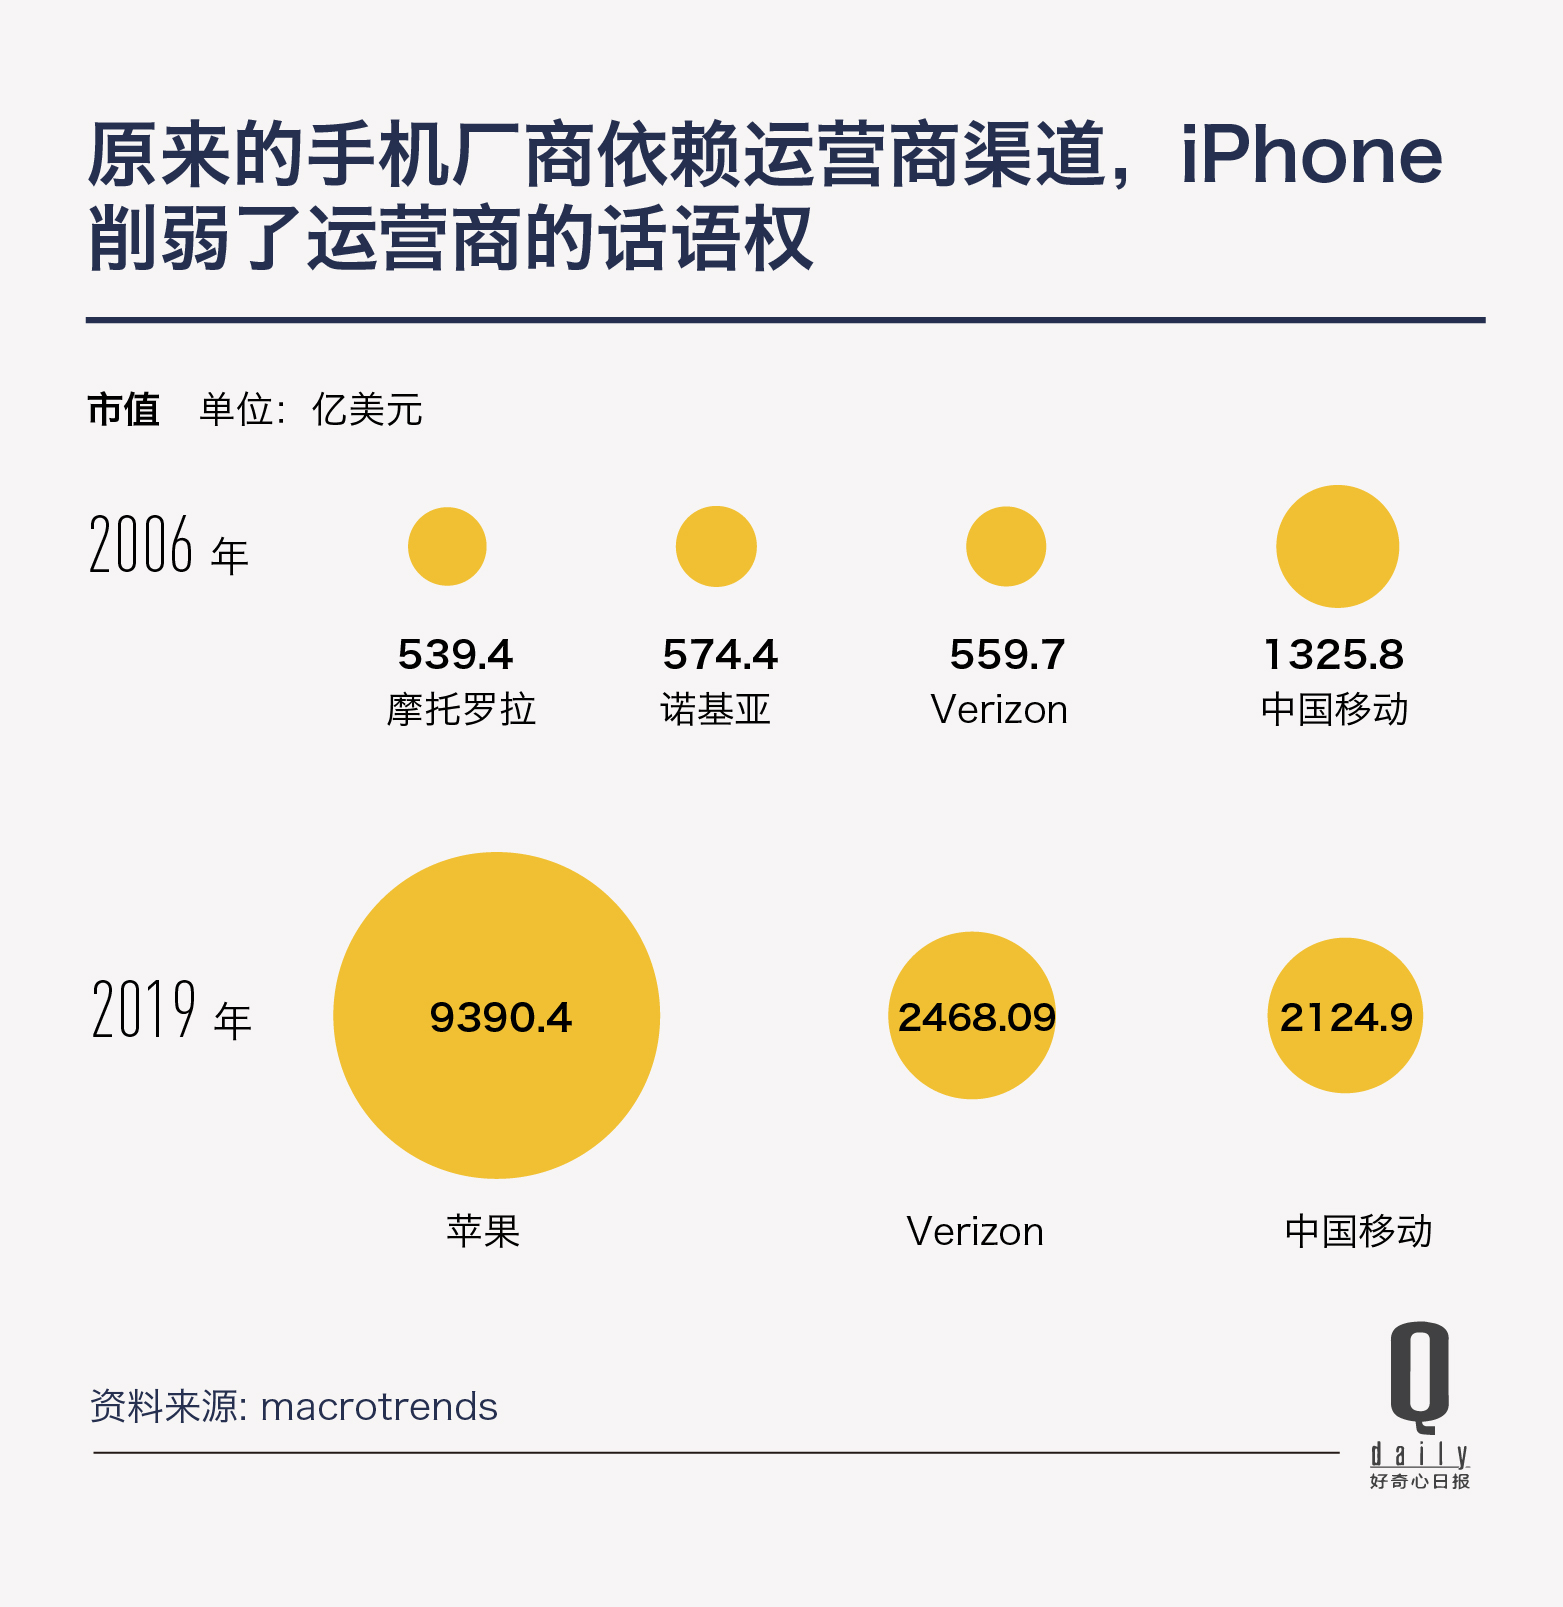 原来的手机厂商依赖运营商渠道，iPhone
削弱了运营商的话语权
市值 单位：亿美元
2006 年
539.4 574.4 559.7 1325.8
摩托罗拉 诺基亚 Verizon 中国移动
2019 年 9390.4 2468.09 2124.9
苹果 Verizon 中国移动
资料来源: macrotrends
Q
daily
好奇心日报